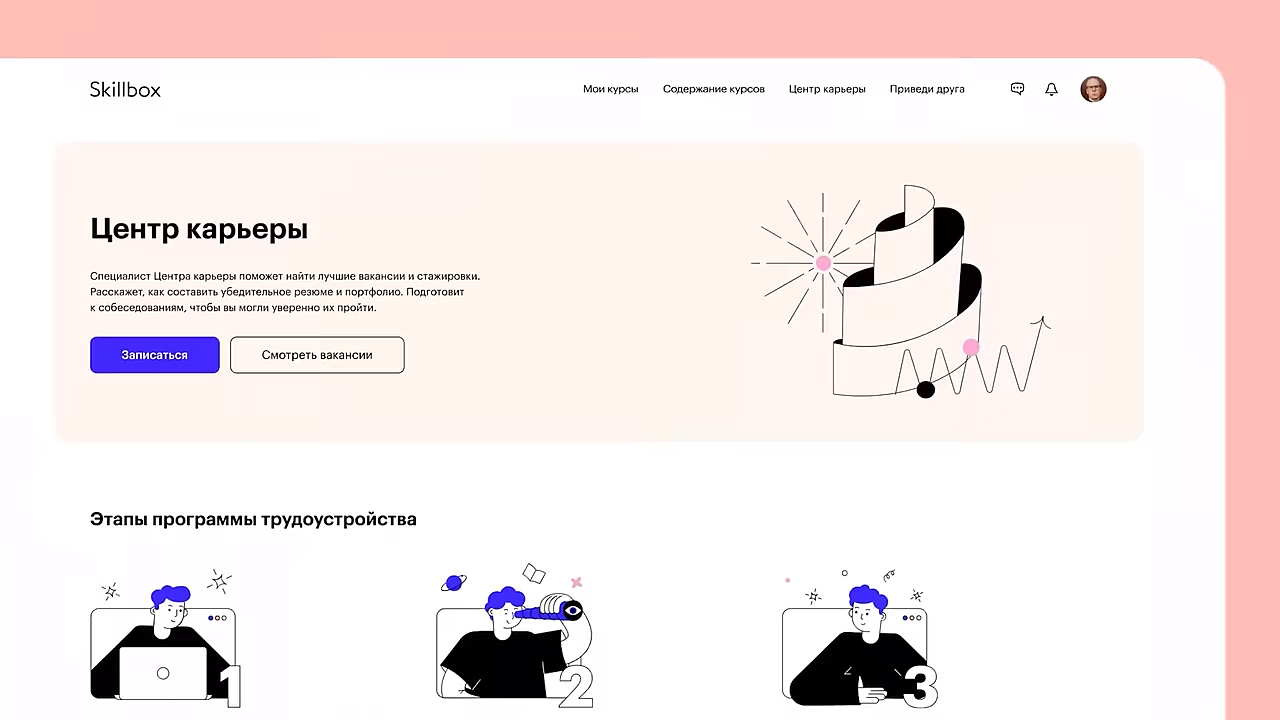 Skillbox
Мои курсы
Содержание курсов
Центр карьеры
Приведи друга
Центр карьеры
Специалист Центра карьеры поможет найти лучшие вакансии и стажировки.
Расскажет, как составить убедительное резюме и портфолио. Подготовит
к собеседованиям, чтобы вы могли уверенно их пройти.
Записаться
Смотреть вакансии
Этапы программы трудоустройства
1
2
3